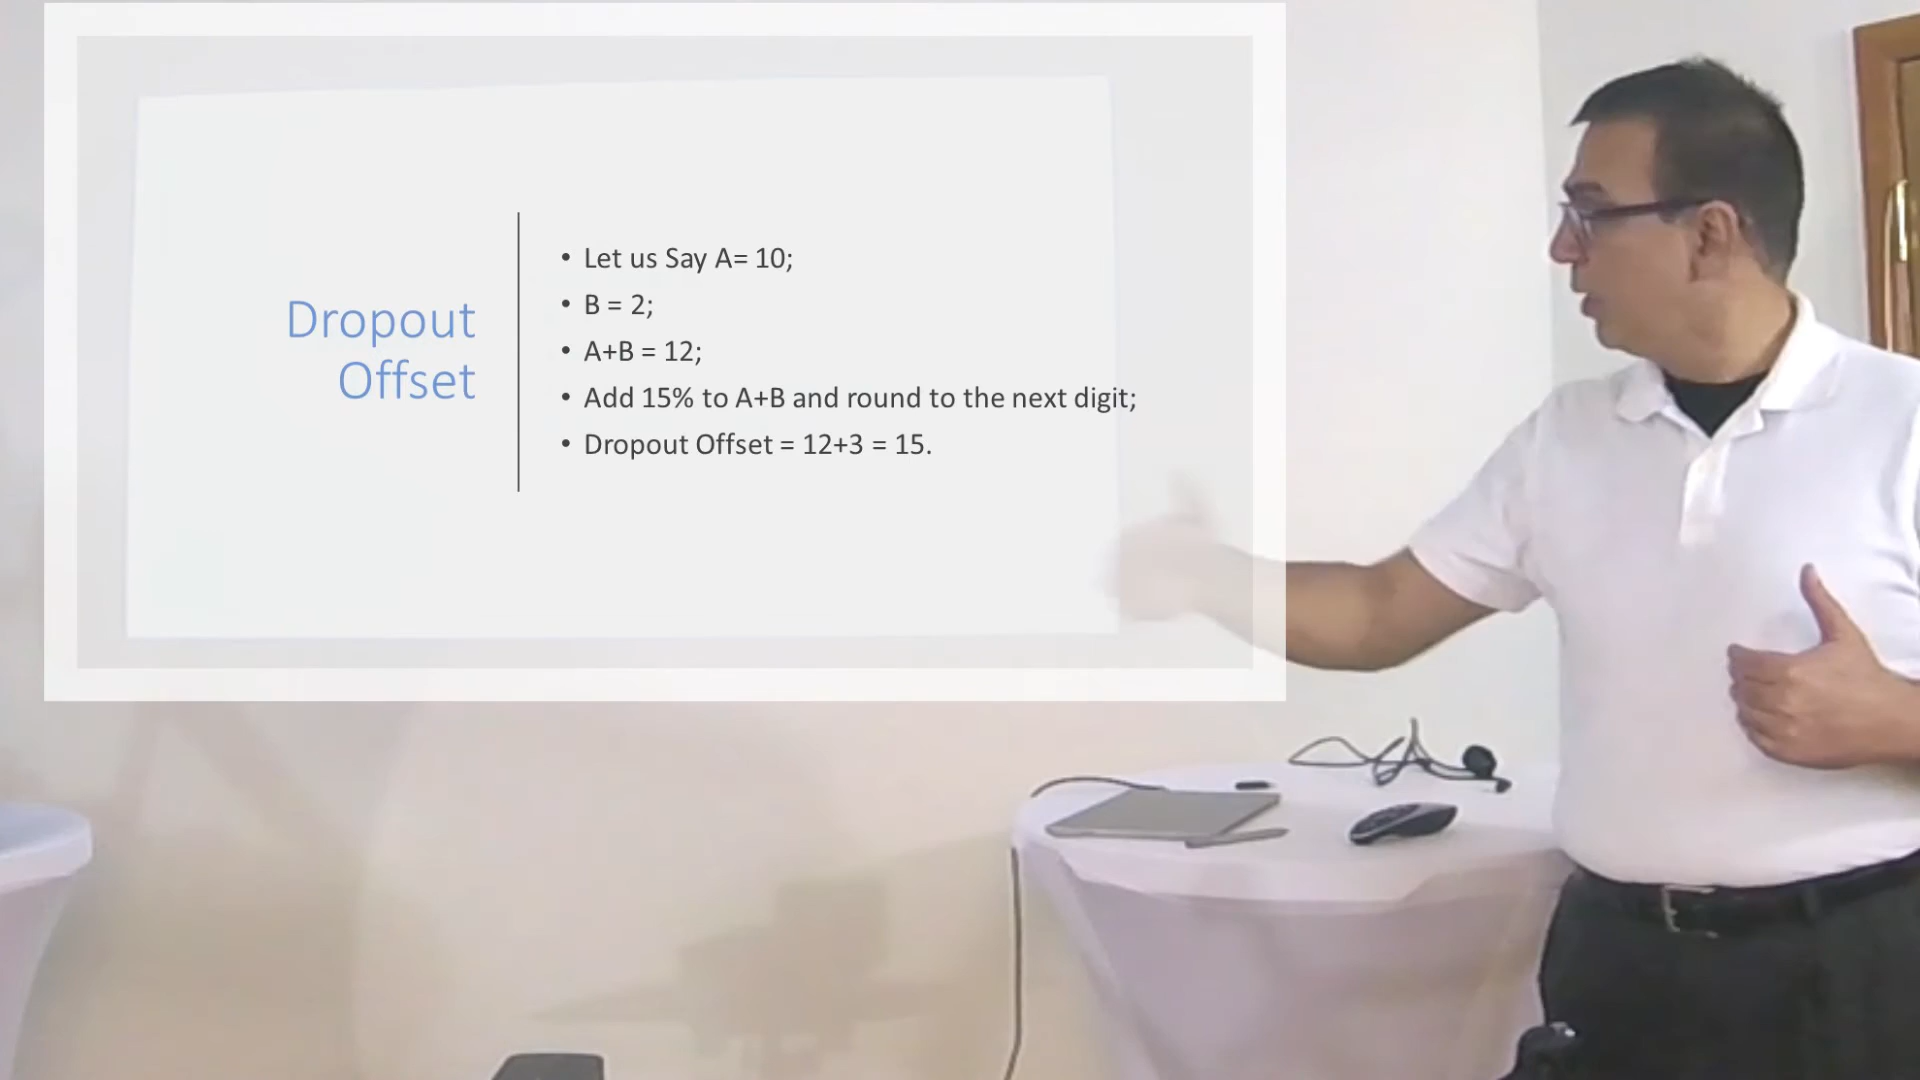 Dropout
Offset
• Let us Say A= 10;
• B = 2;
• A+B = 12;
• Add 15% to A+B and round to the next digit;
• Dropout Offset = 12+3 = 15.